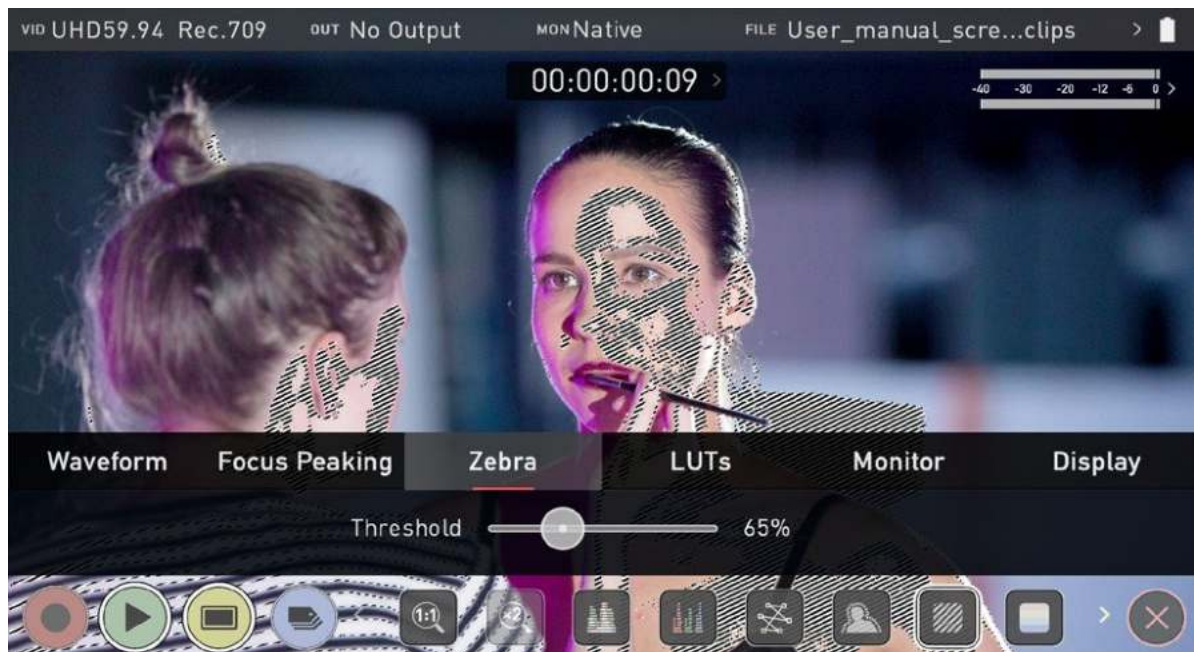 VID UHD59.94 Rec.709 OUT No Output MON Native FILE User_manual_scre...clips >
00:00:00:09 >
-40 -30 -20 -12 -6 0 >
Waveform Focus Peaking Zebra LUTs Monitor Display
Threshold 65%
1:1 x2 >